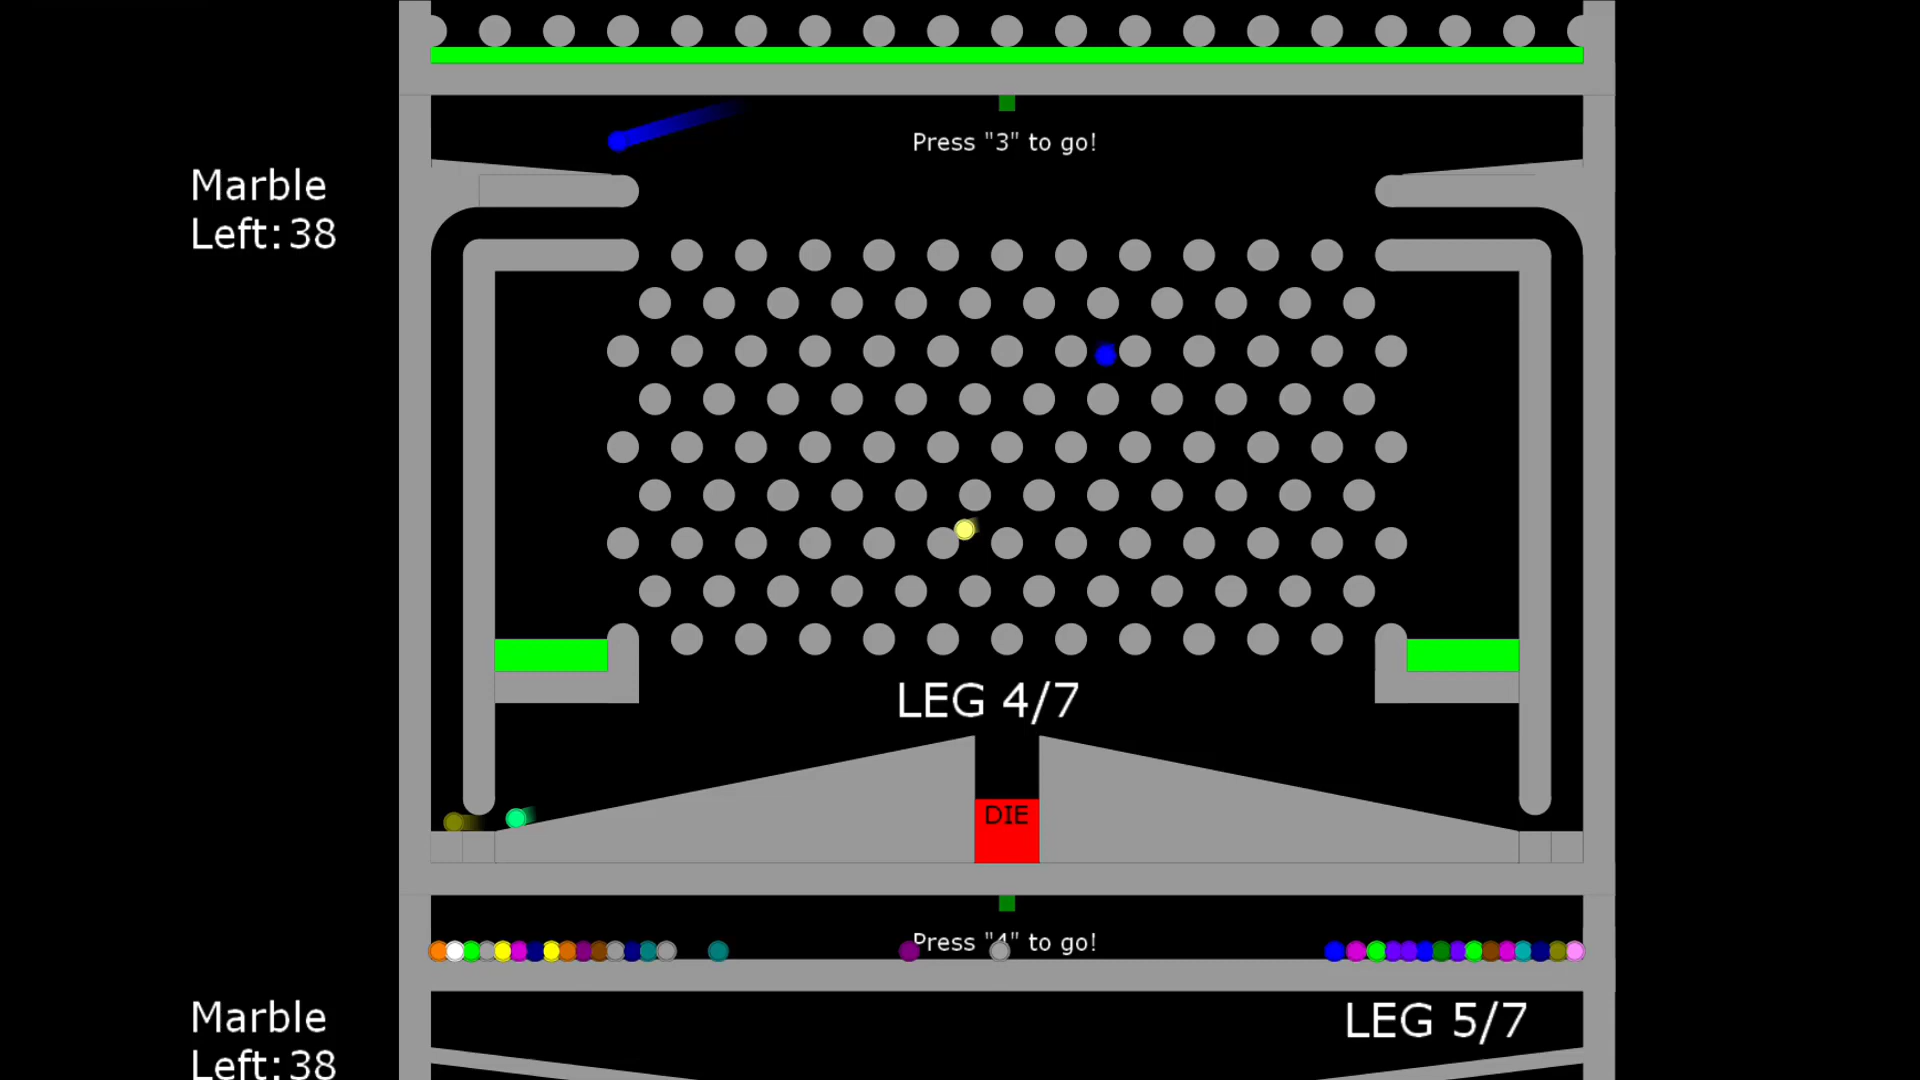 Press "3" to go!
Marble
Left:38
LEG 4/7
DIE
Press "4" to go!
Marble
Left:38
LEG 5/7